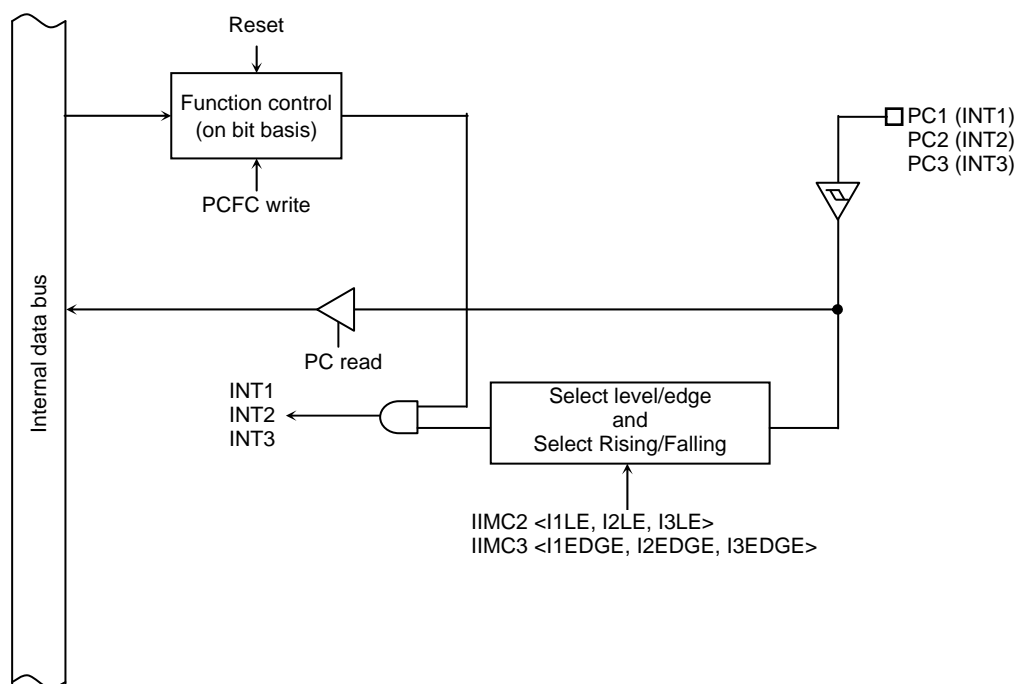 Reset
Function control
(on bit basis)
PCFC write
PC1 (INT1)
PC2 (INT2)
PC3 (INT3)
Internal data bus
PC read
INT1
INT2
INT3
Select level/edge
and
Select Rising/Falling
IIMC2 <I1LE, I2LE, I3LE>
IIMC3 <I1EDGE, I2EDGE, I3EDGE>